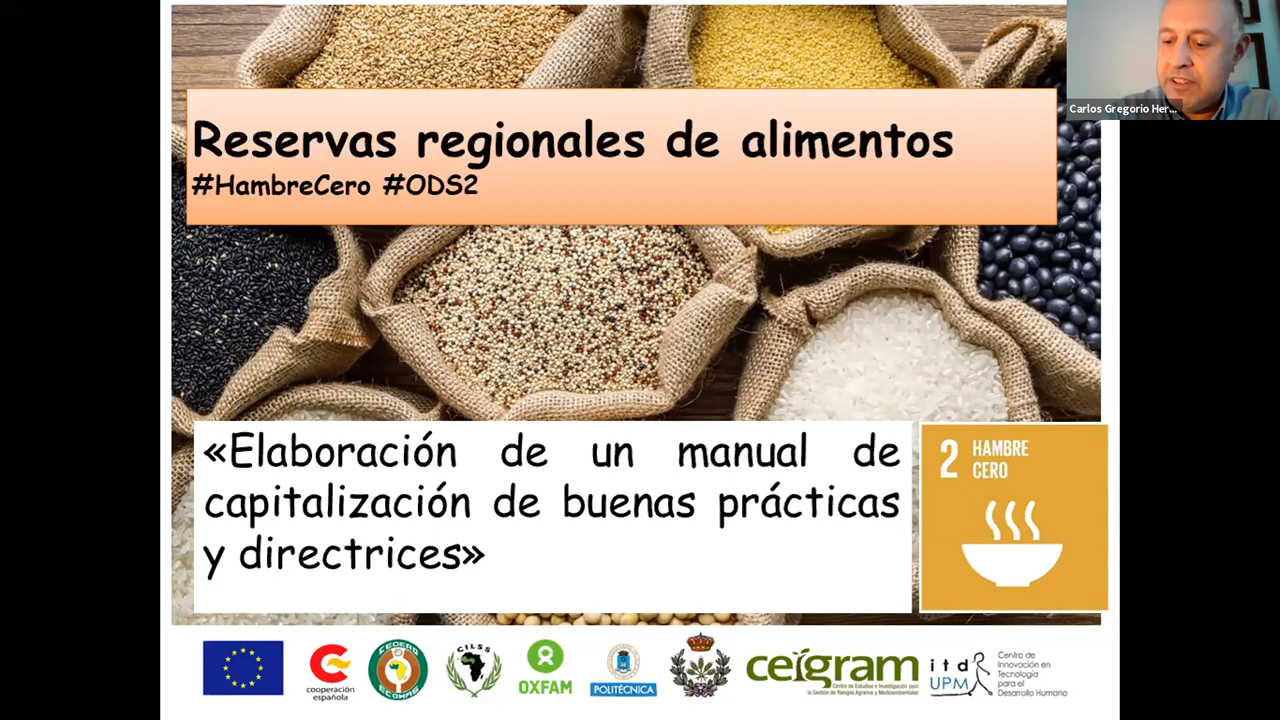 Carlos Gregorio Her...
Reservas regionales de alimentos
#HambreCero #ODS2
«Elaboración de un manual de
capitalización de buenas prácticas
y directrices»
2 HAMBRE
CERO
cooperación
española
CEDEAO
ECOWAS
CILSS
OXFAM
POLITÉCNICA
ceigram
Centro de Estudios e Investigación para
la Gestión de Riesgos Agrarios y Medioambientales
itd
UPM
Centro de
Innovación en
Tecnología
para el
Desarrollo Humano